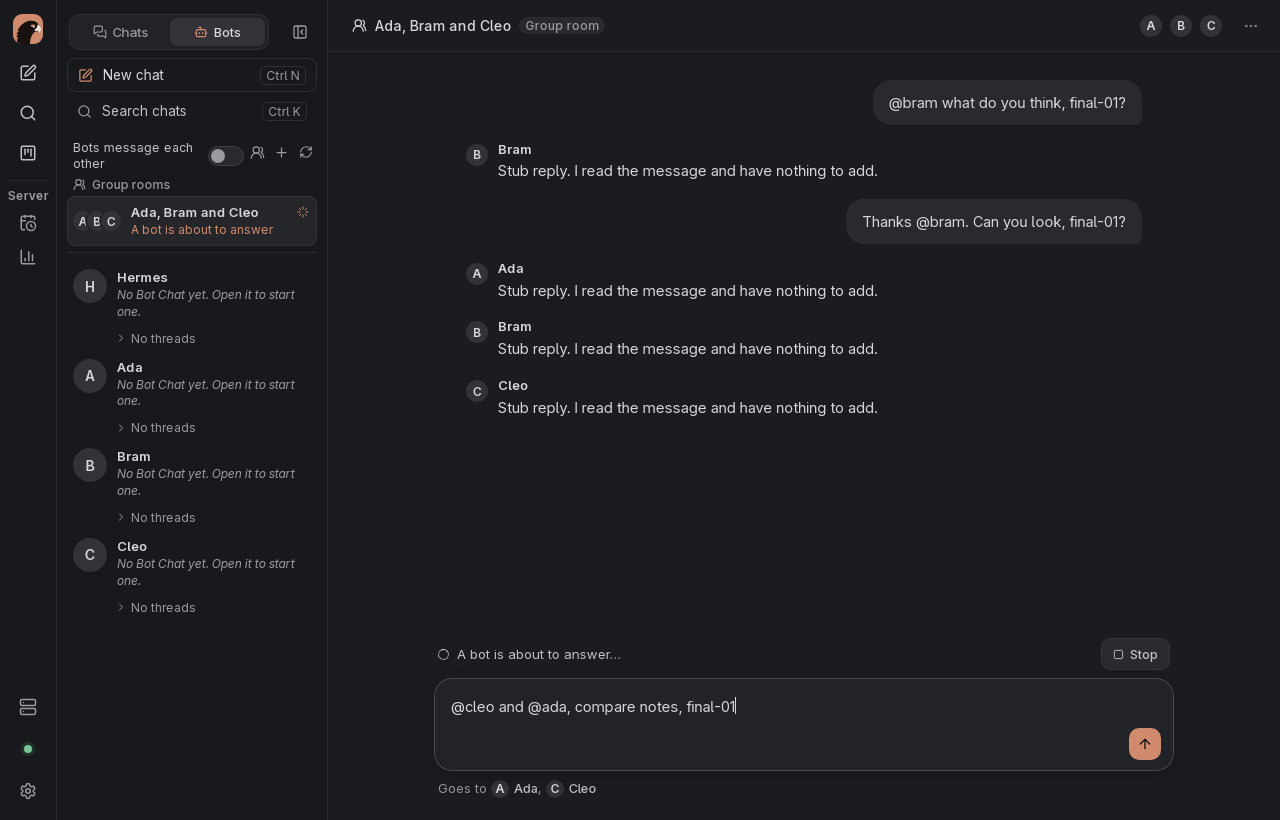 Chats
Bots
New chat
Ctrl N
Search chats
Ctrl K
Bots message each
other
Server
Group rooms
A B C
Ada, Bram and Cleo
A bot is about to answer
H
Hermes
No Bot Chat yet. Open it to start
one.
No threads
A
Ada
No Bot Chat yet. Open it to start
one.
No threads
B
Bram
No Bot Chat yet. Open it to start
one.
No threads
C
Cleo
No Bot Chat yet. Open it to start
one.
No threads
Ada, Bram and Cleo
Group room
A B C
@bram what do you think, final-01?
B
Bram
Stub reply. I read the message and have nothing to add.
Thanks @bram. Can you look, final-01?
A
Ada
Stub reply. I read the message and have nothing to add.
B
Bram
Stub reply. I read the message and have nothing to add.
C
Cleo
Stub reply. I read the message and have nothing to add.
A bot is about to answer…
Stop
@cleo and @ada, compare notes, final-01
Goes to A Ada, C Cleo